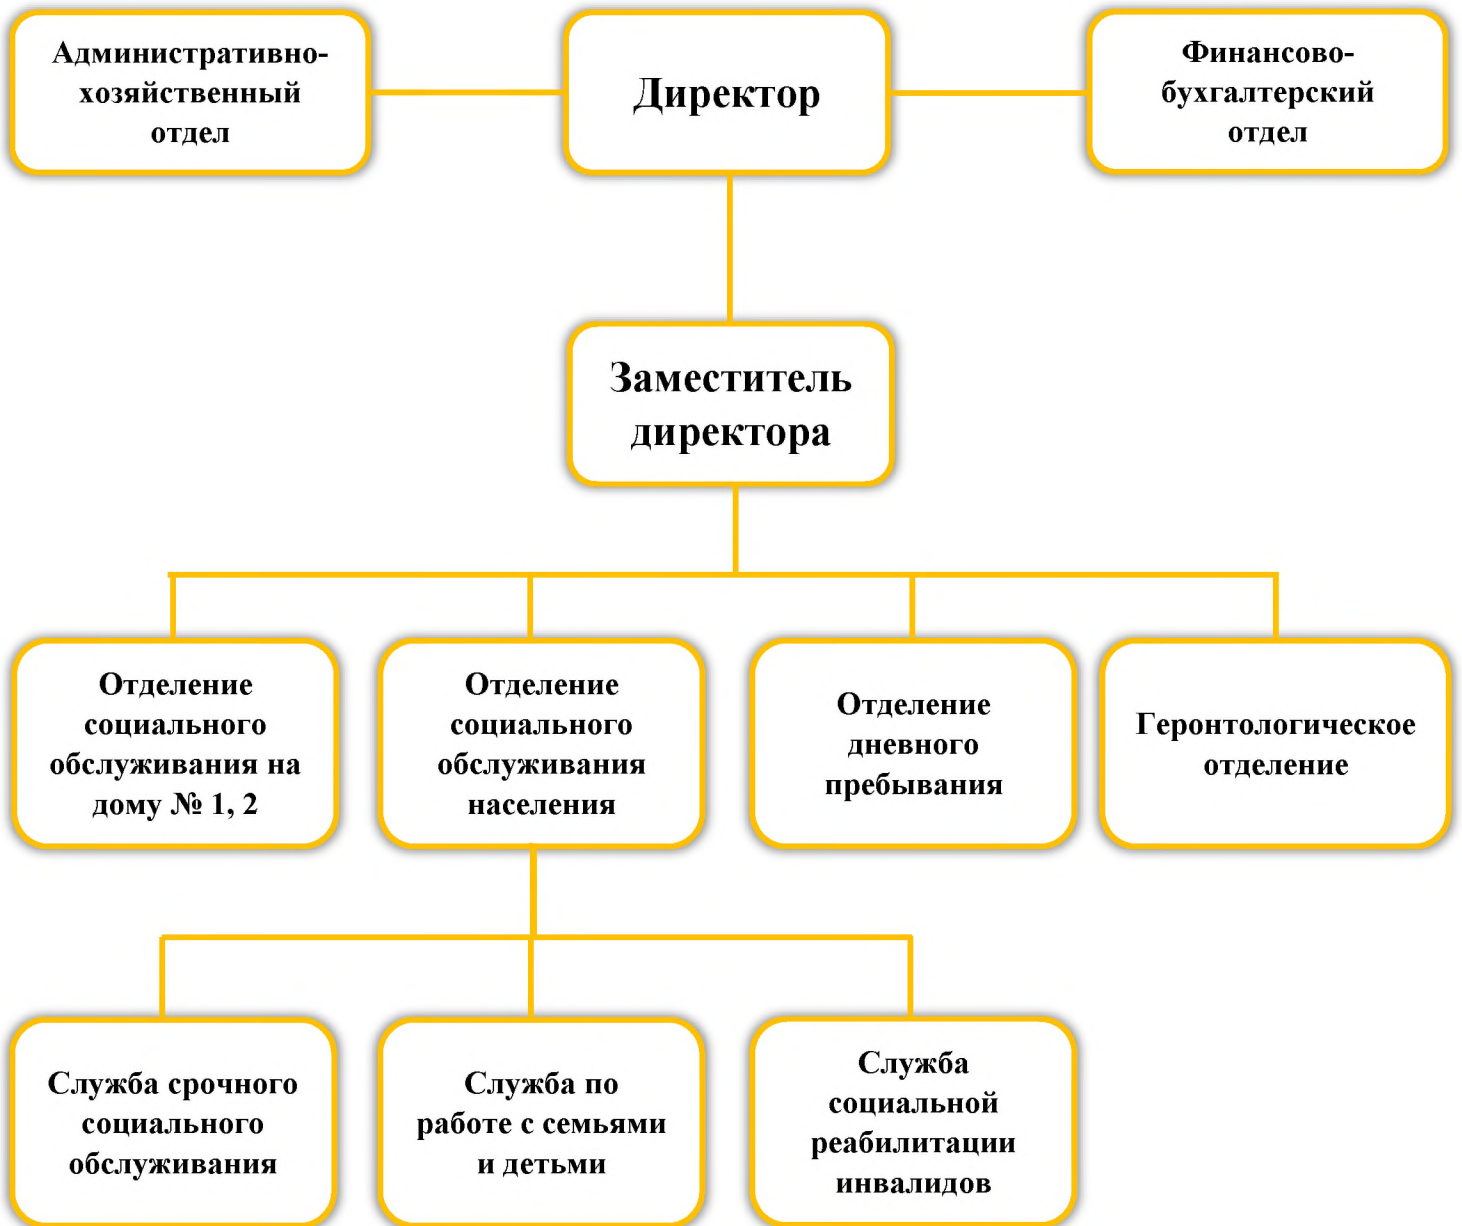 Административно-
хозяйственный
отдел
Директор
Финансово-
бухгалтерский
отдел
Заместитель
директора
Отделение
социального
обслуживания на
дому № 1, 2
Отделение
социального
обслуживания
населения
Отделение
дневного
пребывания
Геронтологическое
отделение
Служба срочного
социального
обслуживания
Служба по
работе с семьями
и детьми
Служба
социальной
реабилитации
инвалидов